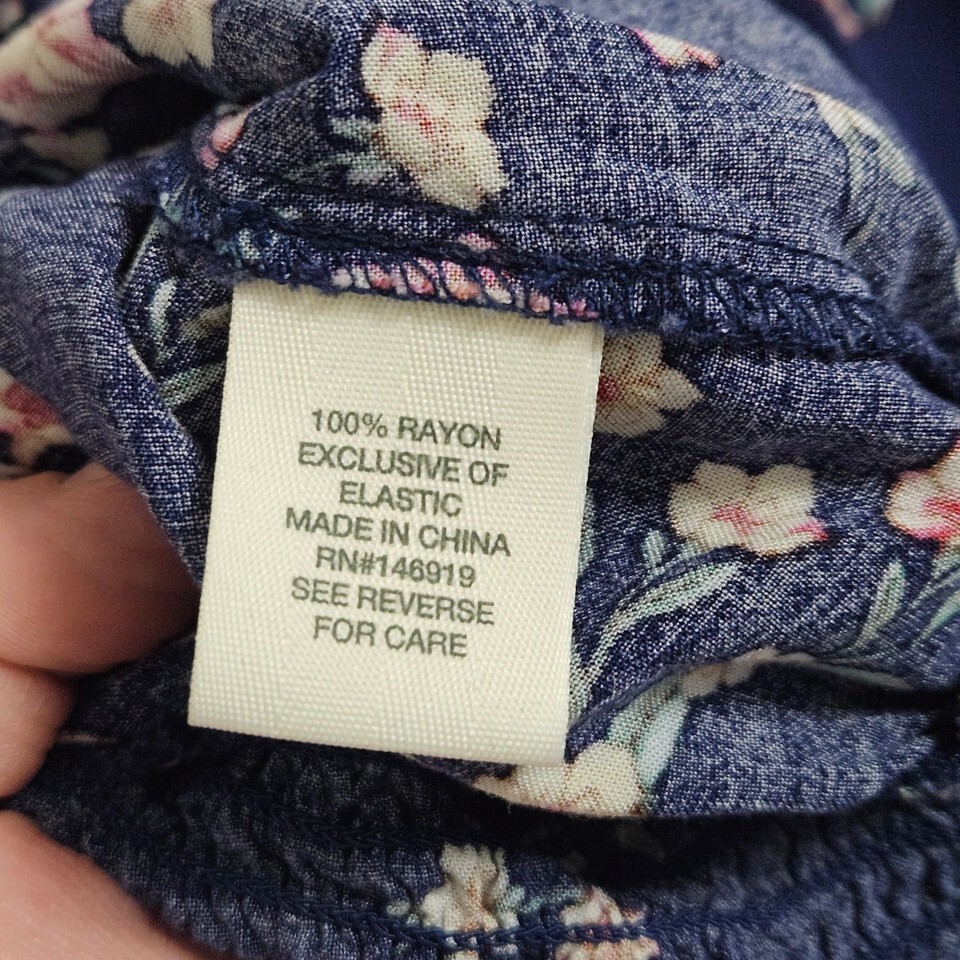 100% RAYON
EXCLUSIVE OF
ELASTIC
MADE IN CHINA
RN#146919
SEE REVERSE
FOR CARE